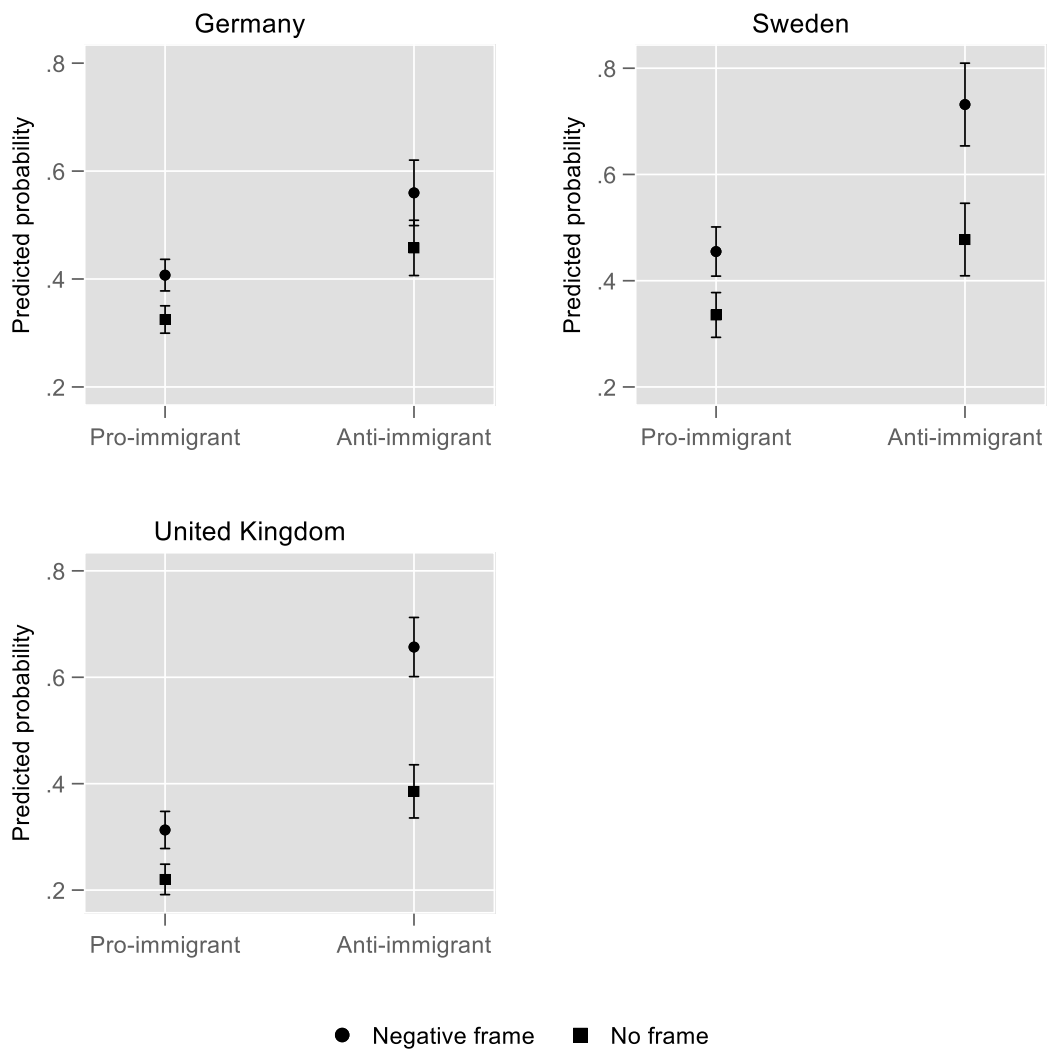 Germany
Predicted probability
.8
.6
.4
.2
Pro-immigrant
Anti-immigrant
Sweden
Predicted probability
.8
.6
.4
.2
Pro-immigrant
Anti-immigrant
United Kingdom
Predicted probability
.8
.6
.4
.2
Pro-immigrant
Anti-immigrant
Negative frame
No frame